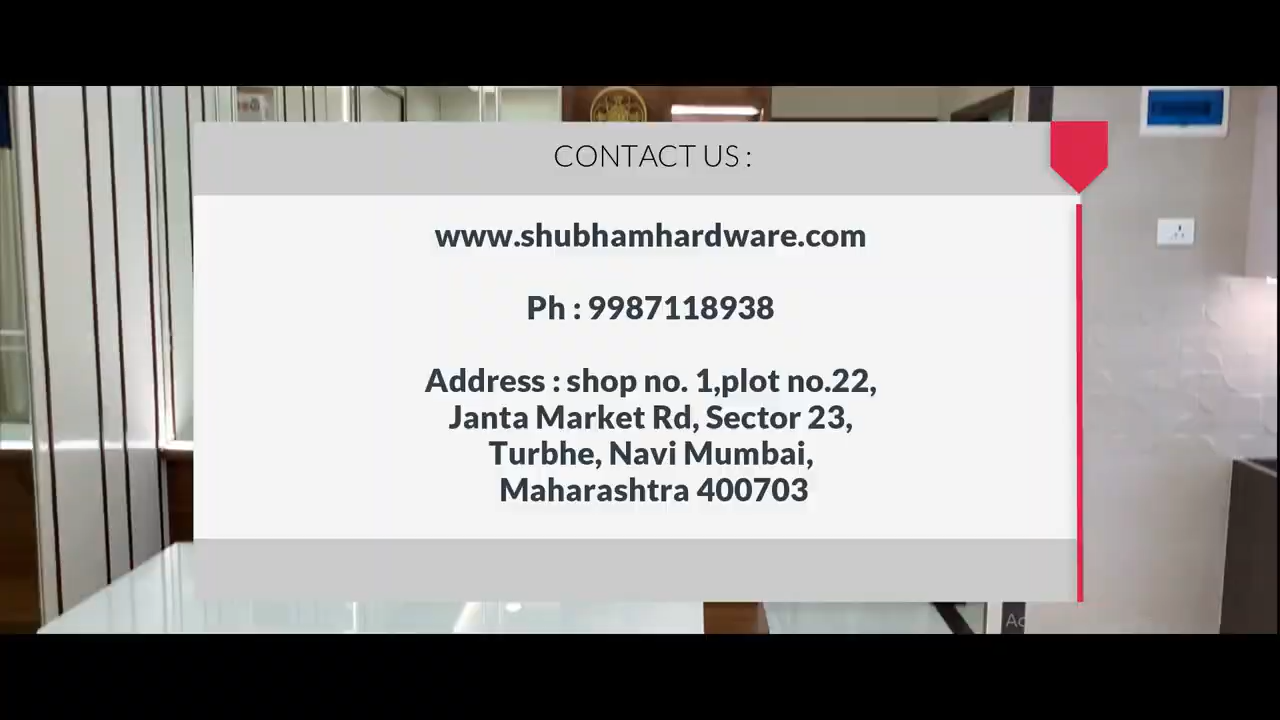 CONTACT US :
www.shubhamhardware.com
Ph : 9987118938
Address : shop no. 1,plot no.22,
Janta Market Rd, Sector 23,
Turbhe, Navi Mumbai,
Maharashtra 400703